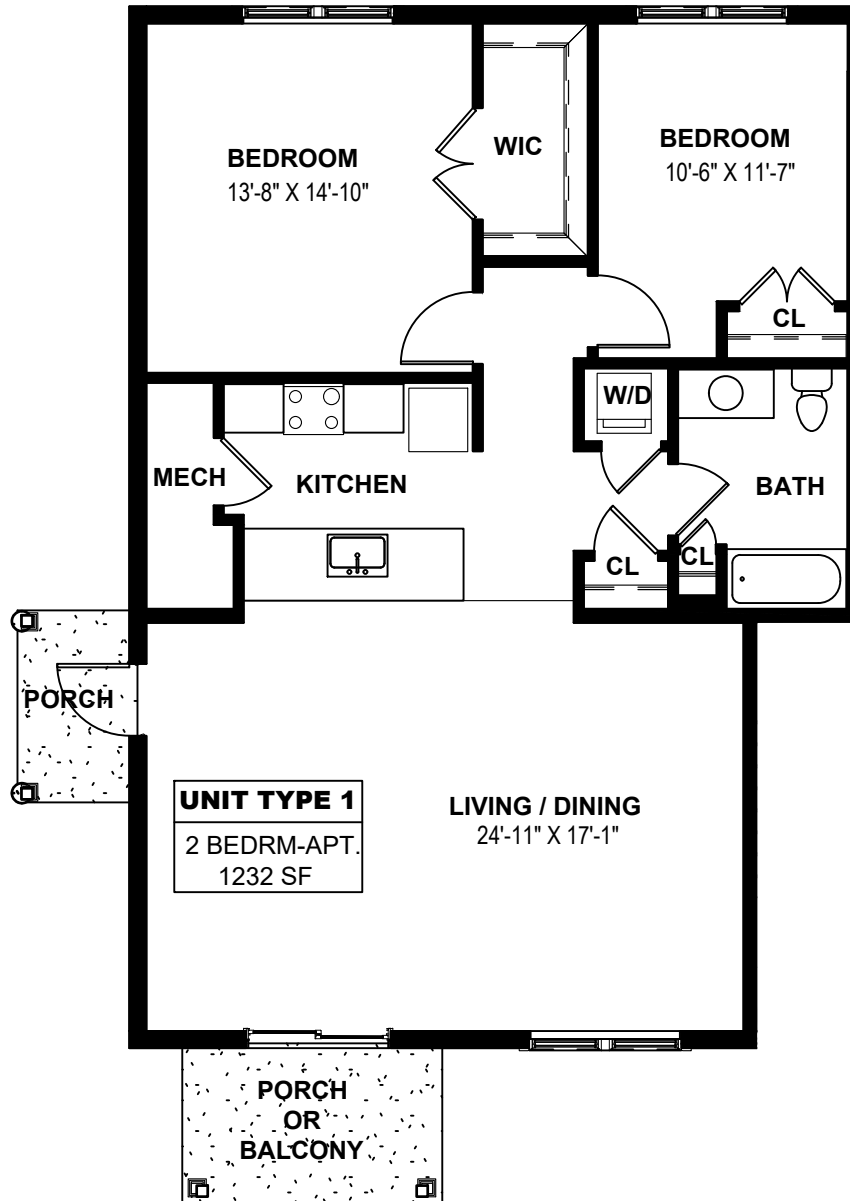 BEDROOM
13'-8" X 14'-10"
WIC
BEDROOM
10'-6" X 11'-7"
CL
W/D
MECH
KITCHEN
BATH
CL
CL
PORCH
UNIT TYPE 1
2 BEDRM-APT.
1232 SF
LIVING / DINING
24'-11" X 17'-1"
PORCH
OR
BALCONY